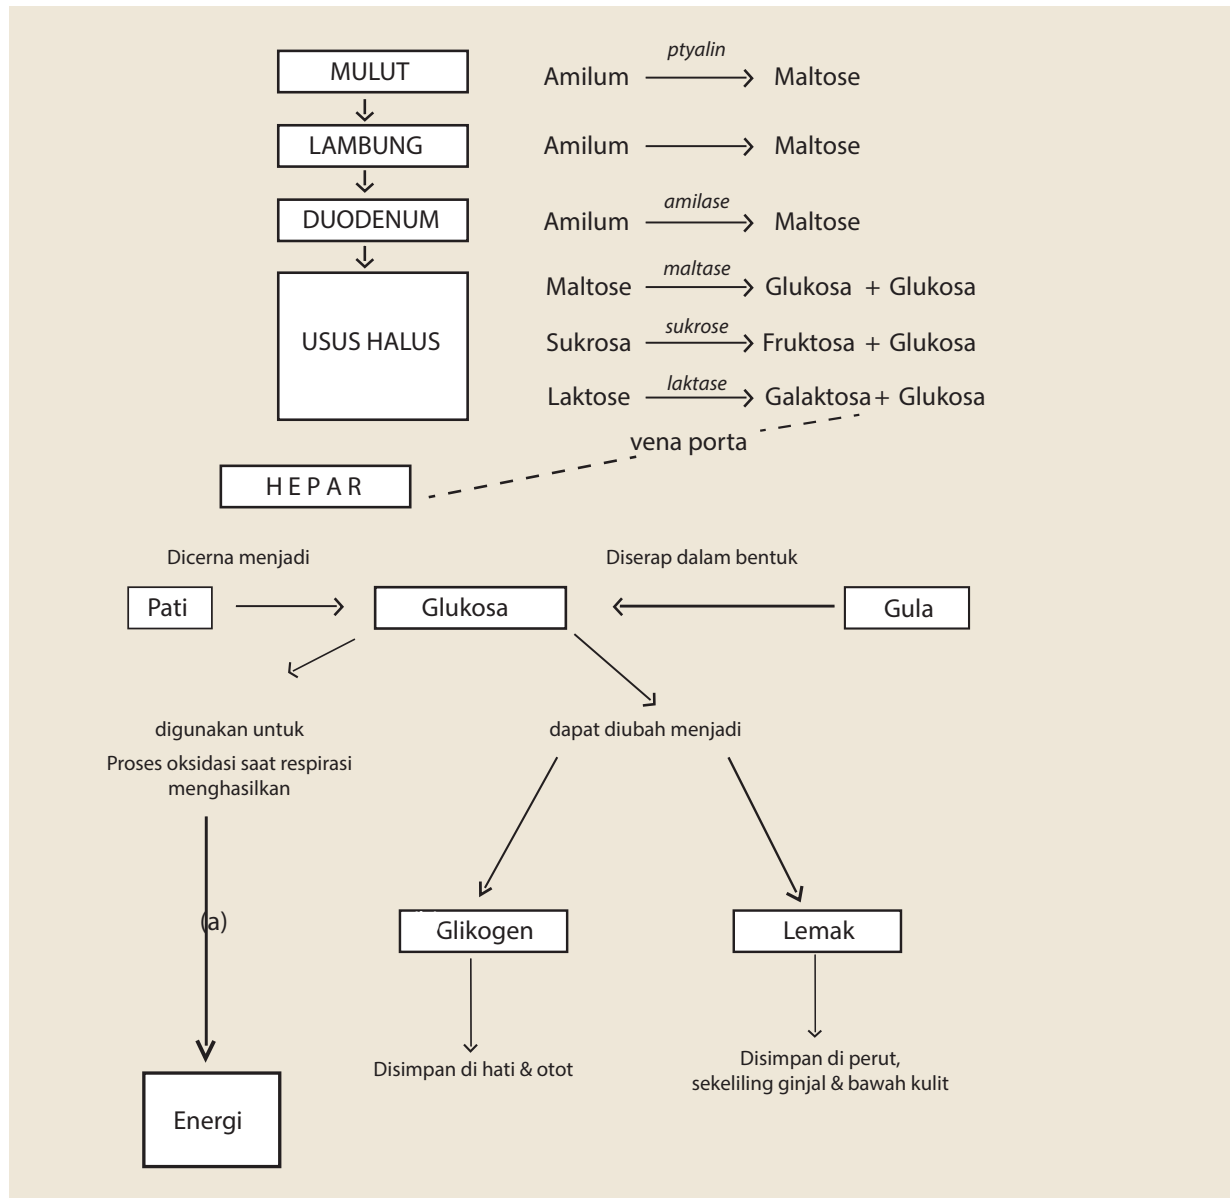 MULUT
Amilum ptyalin Maltose
LAMBUNG
Amilum Maltose
DUODENUM
Amilum amilase Maltose
USUS HALUS
Maltose maltase Glukosa + Glukosa
Sukrosa sukrose Fruktosa + Glukosa
Laktose laktase Galaktosa + Glukosa
vena porta
HEPAR
Dicerna menjadi
Diserap dalam bentuk
Pati
Glukosa
Gula
digunakan untuk
Proses oksidasi saat respirasi
menghasilkan
dapat diubah menjadi
(a)
Glikogen
Lemak
Disimpan di hati & otot
Disimpan di perut,
sekeliling ginjal & bawah kulit
Energi